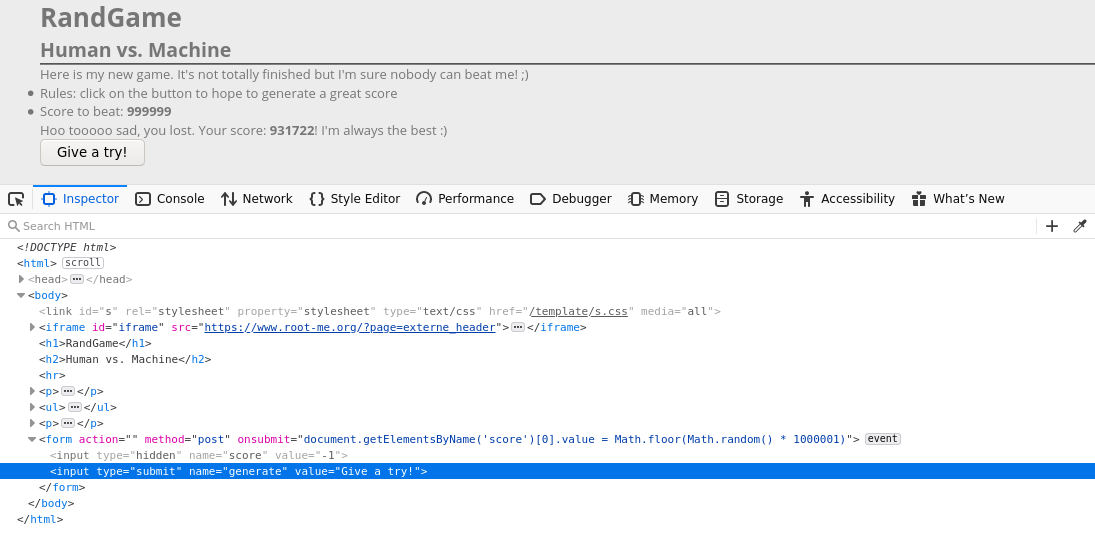 RandGame
Human vs. Machine
Here is my new game. It's not totally finished but I'm sure nobody can beat me! ;)
Rules: click on the button to hope to generate a great score
Score to beat: 999999
Hoo tooooo sad, you lost. Your score: 931722! I'm always the best :)
Give a try!
Inspector Console Network Style Editor Performance Debugger Memory Storage Accessibility What's New
Search HTML
<!DOCTYPE html>
<html> scroll
<head> ··· </head>
<body>
<link id="s" rel="stylesheet" property="stylesheet" type="text/css" href="/template/s.css" media="all">
<iframe id="iframe" src="https://www.root-me.org/?page=externe_header"> ··· </iframe>
<h1>RandGame</h1>
<h2>Human vs. Machine</h2>
<hr>
<p> ··· </p>
<ul> ··· </ul>
<p> ··· </p>
<form action="" method="post" onsubmit="document.getElementsByName('score')[0].value = Math.floor(Math.random() * 1000001)"> event
<input type="hidden" name="score" value="-1">
<input type="submit" name="generate" value="Give a try!">
</form>
</body>
</html>